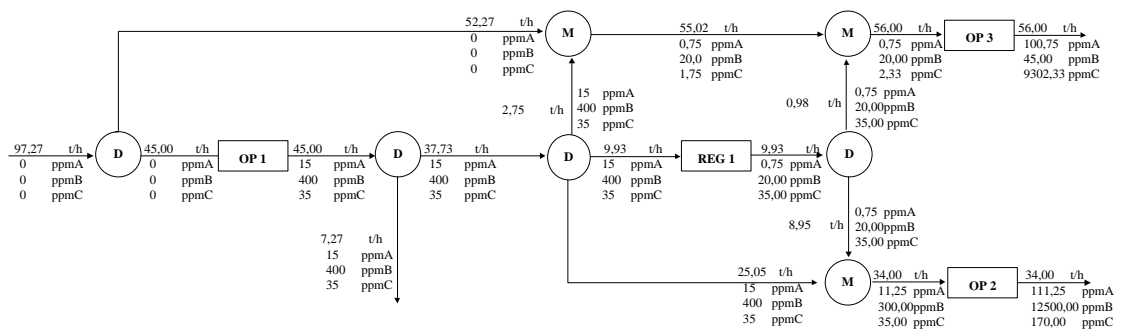 52,27 t/h
0 ppmA
0 ppmB
0 ppmC
M
55,02 t/h
0,75 ppmA
20,0 ppmB
1,75 ppmC
M
56,00 t/h
0,75 ppmA
20,00 ppmB
2,33 ppmC
OP 3
56,00 t/h
100,75 ppmA
45,00 ppmB
9302,33 ppmC
2,75 t/h
15 ppmA
400 ppmB
35 ppmC
0,98 t/h
0,75 ppmA
20,00ppmB
35,00 ppmC
97,27 t/h
0 ppmA
0 ppmB
0 ppmC
D
45,00 t/h
0 ppmA
0 ppmB
0 ppmC
OP 1
45,00 t/h
15 ppmA
400 ppmB
35 ppmC
D
37,73 t/h
15 ppmA
400 ppmB
35 ppmC
D
9,93 t/h
15 ppmA
400 ppmB
35 ppmC
REG 1
9,93 t/h
0,75 ppmA
20,00 ppmB
35,00 ppmC
D
7,27 t/h
15 ppmA
400 ppmB
35 ppmC
8,95 t/h
0,75 ppmA
20,00ppmB
35,00 ppmC
25,05 t/h
15 ppmA
400 ppmB
35 ppmC
M
34,00 t/h
11,25 ppmA
300,00 ppmB
35,00 ppmC
OP 2
34,00 t/h
111,25 ppmA
12500,00 ppmB
170,00 ppmC